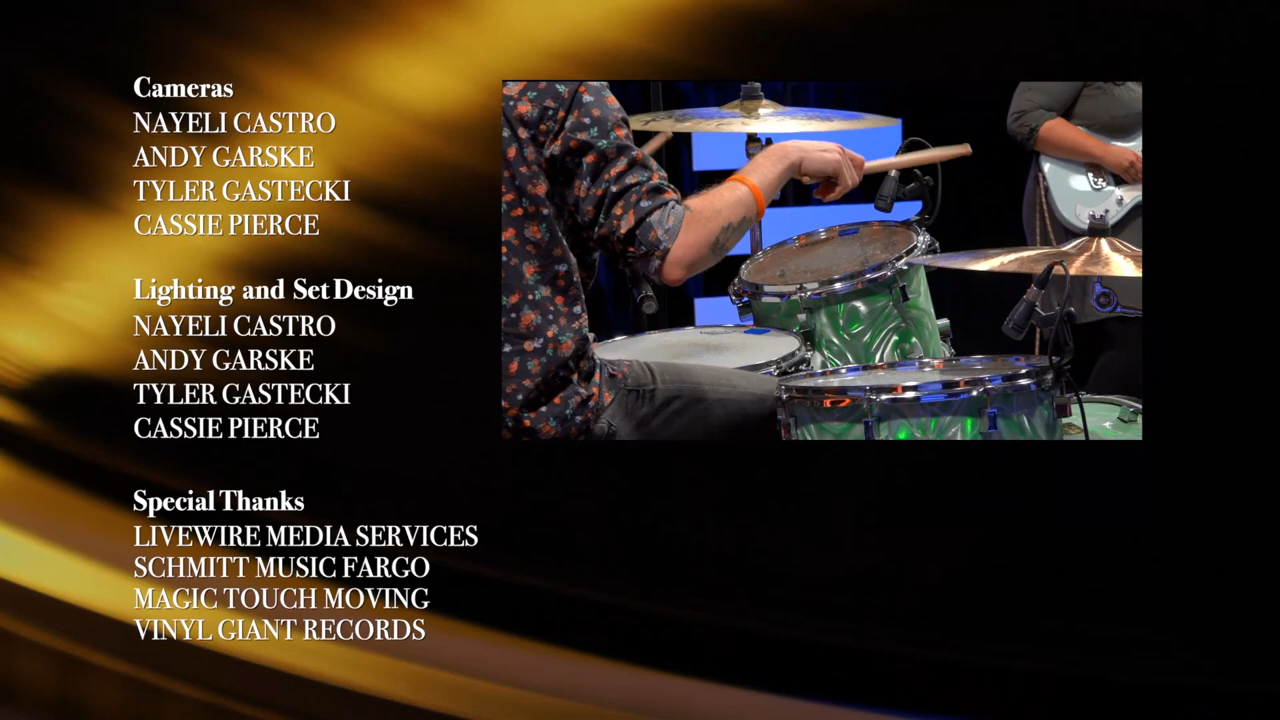 Cameras
NAYELI CASTRO
ANDY GARSKE
TYLER GASTECKI
CASSIE PIERCE
Lighting and Set Design
NAYELI CASTRO
ANDY GARSKE
TYLER GASTECKI
CASSIE PIERCE
Special Thanks
LIVEWIRE MEDIA SERVICES
SCHMITT MUSIC FARGO
MAGIC TOUCH MOVING
VINYL GIANT RECORDS